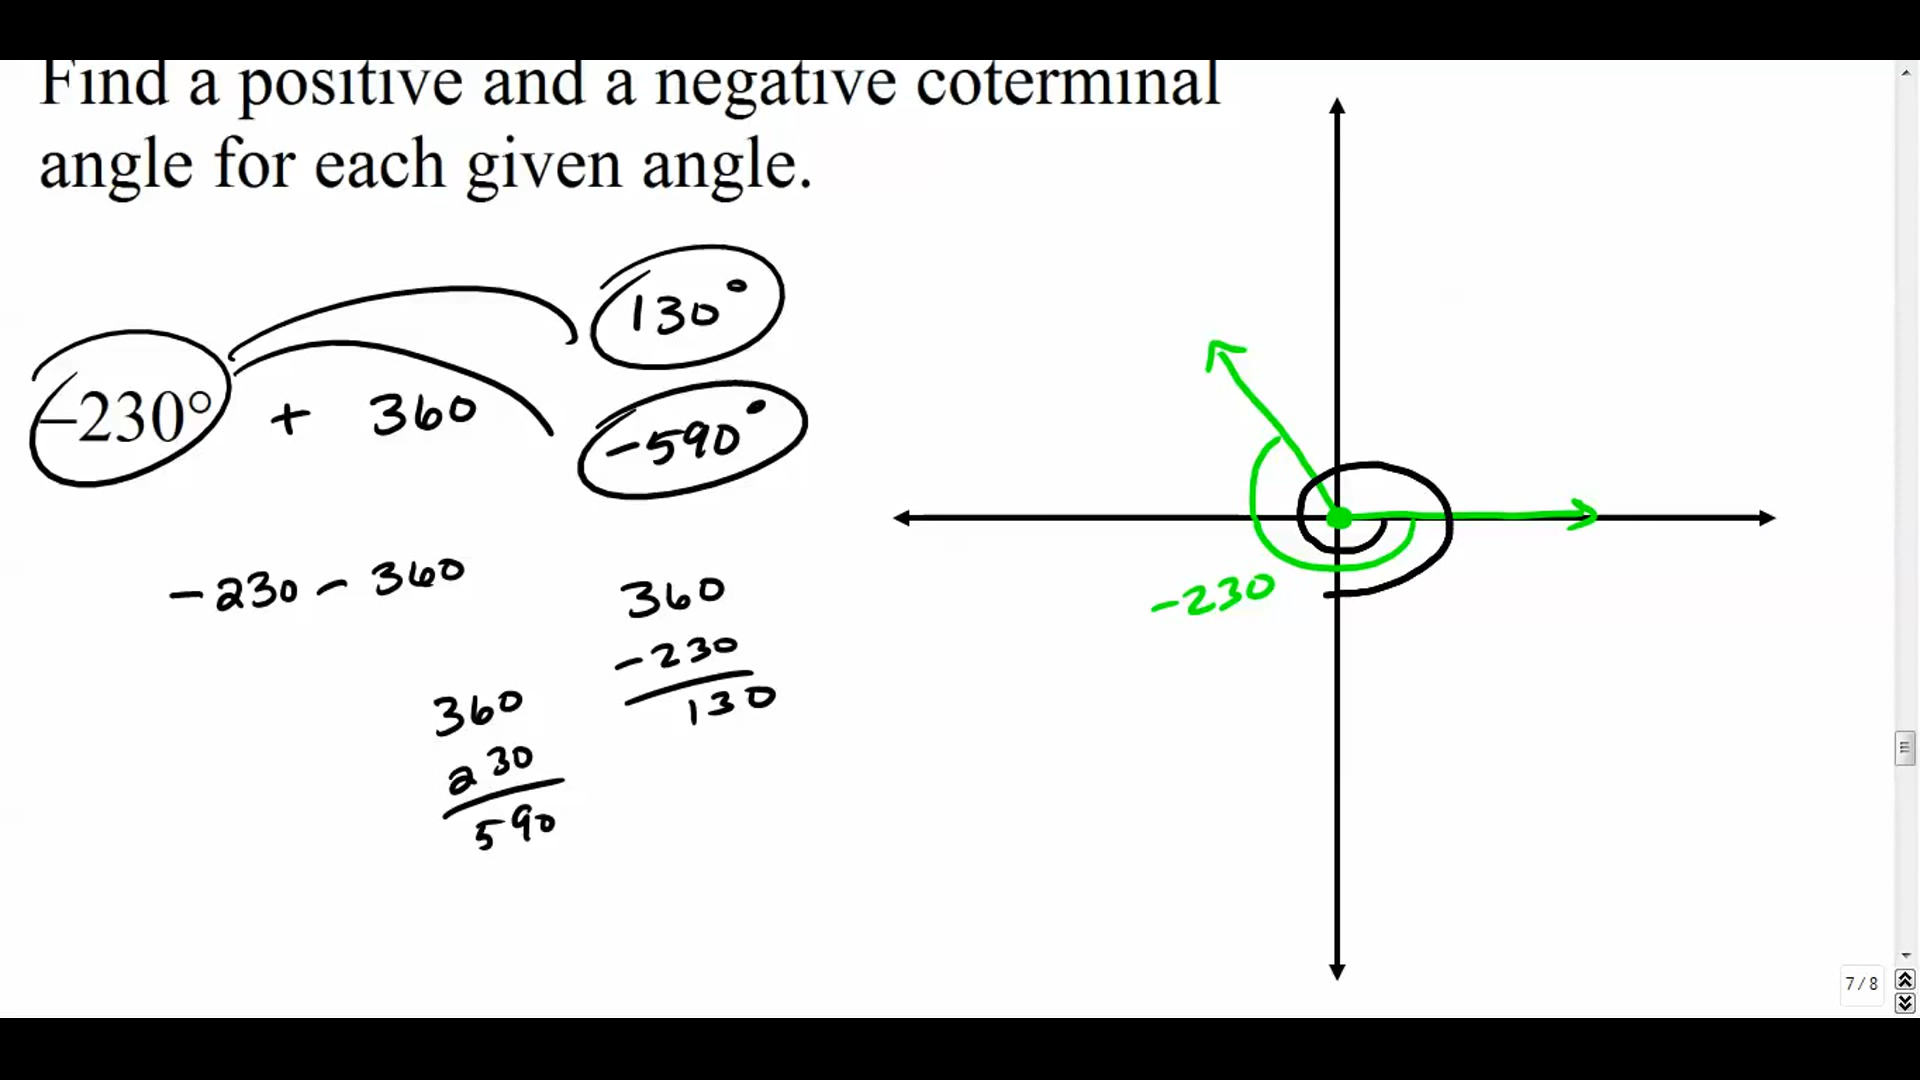 Find a positive and a negative coterminal
angle for each given angle.
130°
-230° + 360
-590°
-230 - 360
360
-230
130
360
230
590
-230
7/8